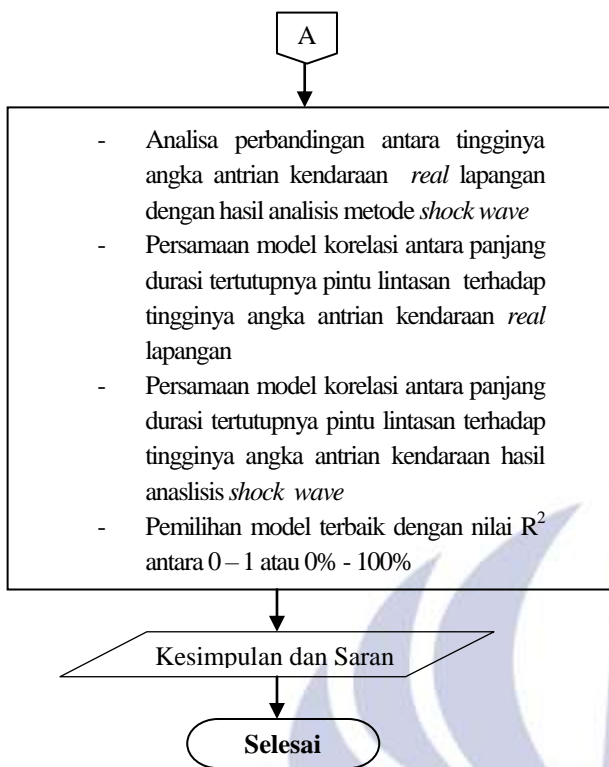 A
- Analisa perbandingan antara tingginya
angka antrian kendaraan real lapangan
dengan hasil analisis metode shock wave
- Persamaan model korelasi antara panjang
durasi tertutupnya pintu lintasan terhadap
tingginya angka antrian kendaraan real
lapangan
- Persamaan model korelasi antara panjang
durasi tertutupnya pintu lintasan terhadap
tingginya angka antrian kendaraan hasil
anaslisis shock wave
- Pemilihan model terbaik dengan nilai R²
antara 0 – 1 atau 0% - 100%
Kesimpulan dan Saran
Selesai